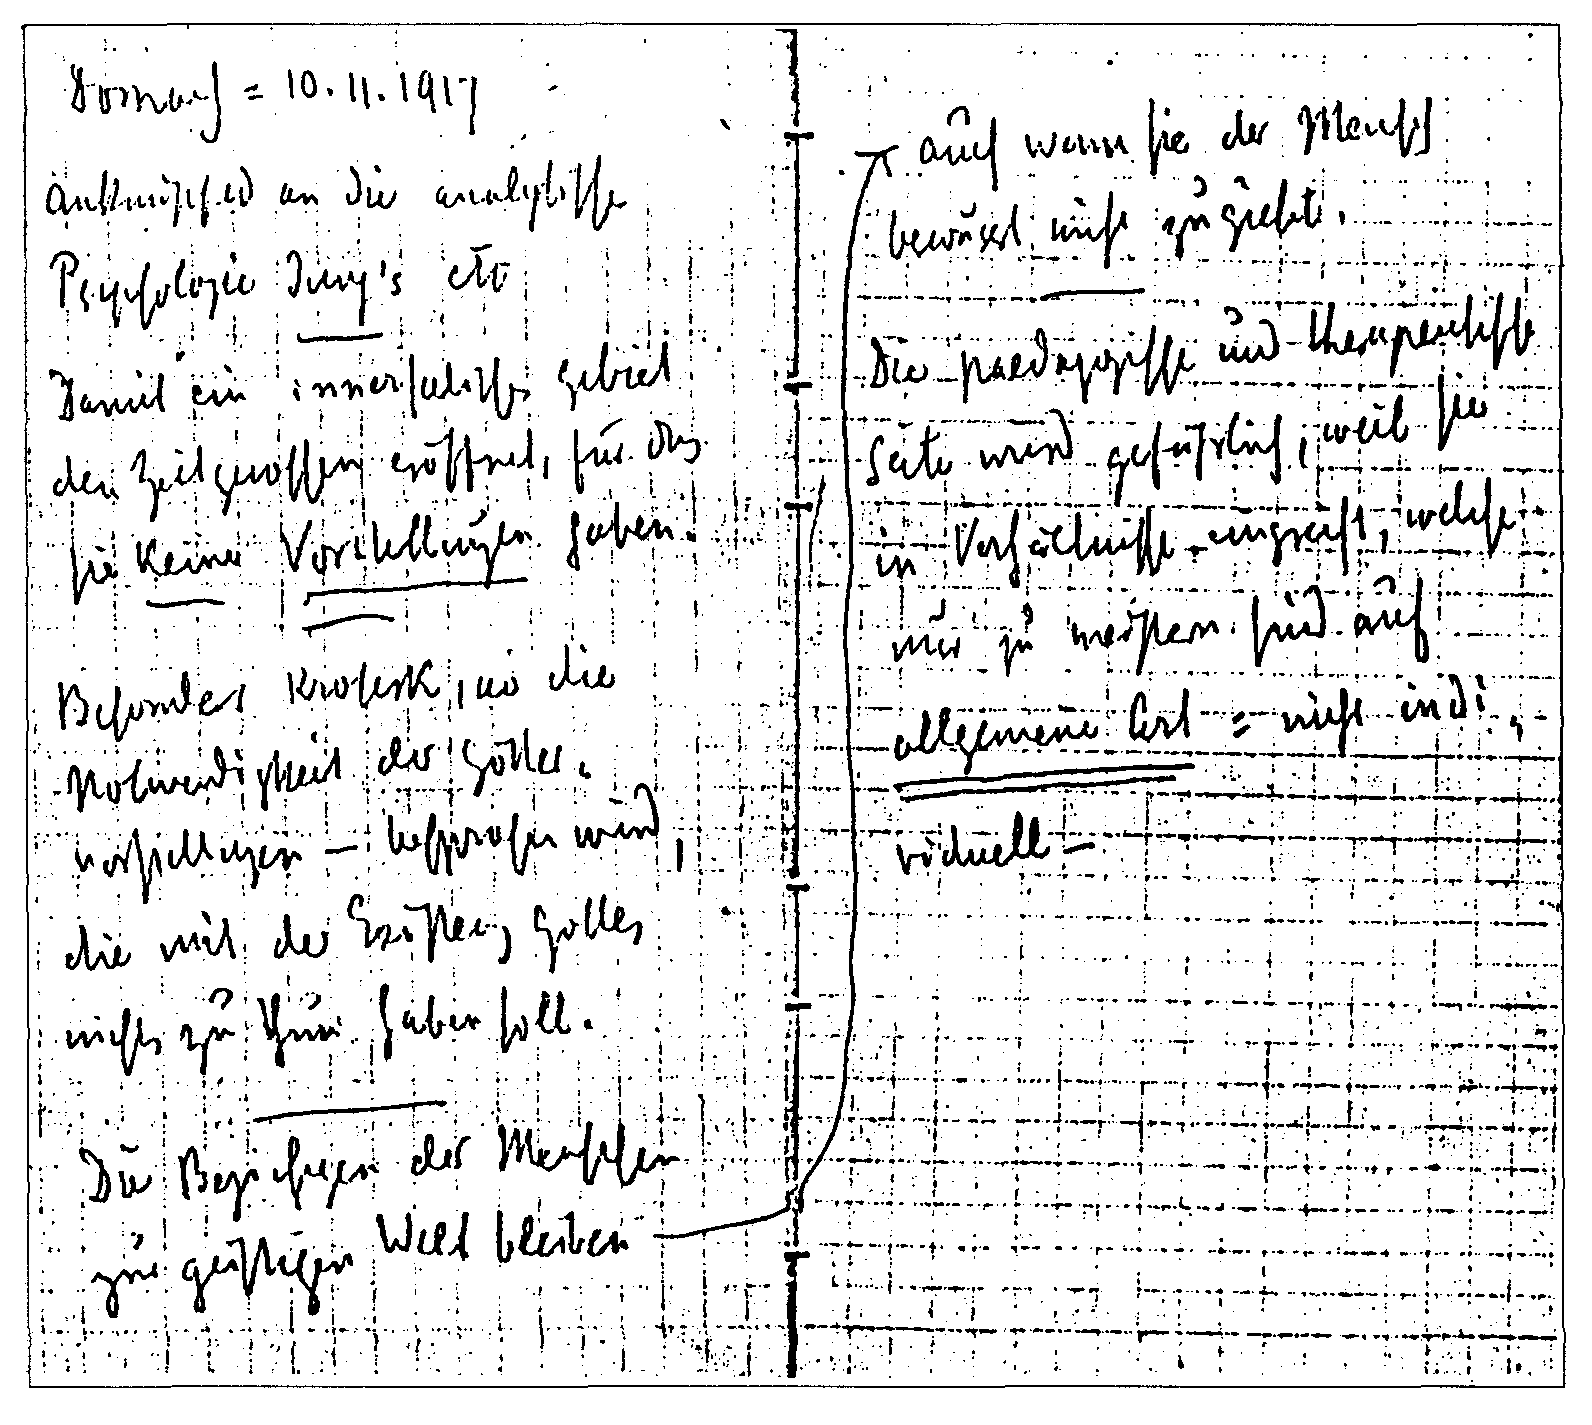 Dornach = 10.11.1917
anknüpfend an die analytische
Psychologie Jung's etc
Damit ein innerseelisches Gebiet
den Zeitgenossen eröffnet, für das
sie keine Vorstellungen haben.
Besonders grotesk, wo die
Notwendigkeit der Götter-
vorstellungen – besprochen wird,
die mit der Existenz Gottes
nichts zu thun haben soll.
Die Beziehungen der Menschen
zur geistigen Welt bleiben
auch wenn sie der Mensch
bewusst nicht zugiebt.
Die paedagogische und therapeutische
Seite wird gefährlich, weil sie
in Verhältnisse eingreift, welche
nur zu meistern sind auf
allgemeine Art = nicht indi-
viduell –